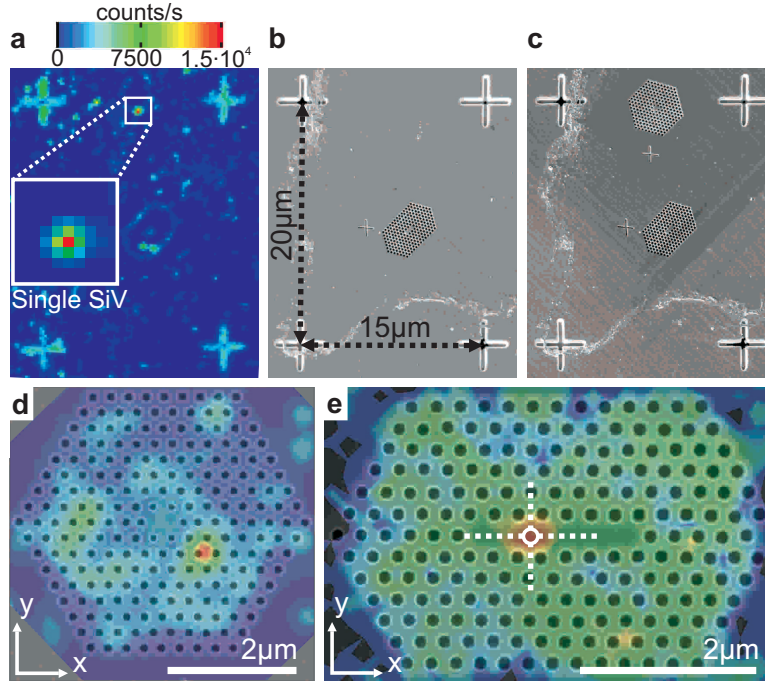 counts/s
0 7500 1.5·10⁴
a b c
Single SiV
20μm
15μm
d e
y
x
2μm
y
x
2μm